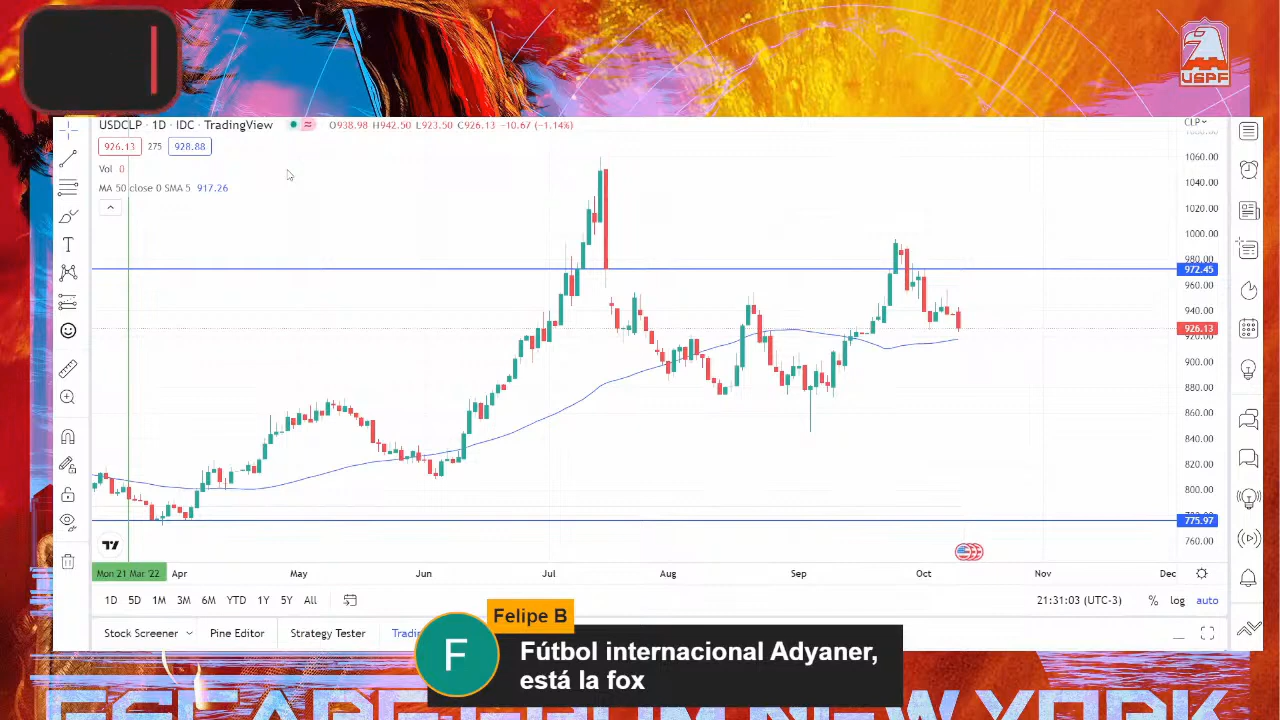 USPF
USDCLP · 1D · IDC · TradingView
O938.98 H942.50 L923.50 C926.13 −10.67 (−1.14%)
CLP
926.13 275 928.88
Vol 0
MA 50 close 0 SMA 5 917.26
1060.00
1040.00
1020.00
1000.00
980.00
972.45
960.00
940.00
926.13
920.00
900.00
880.00
860.00
840.00
820.00
800.00
775.97
760.00
Mon 21 Mar '22 Apr May Jun Jul Aug Sep Oct Nov Dec
1D 5D 1M 3M 6M YTD 1Y 5Y All
21:31:03 (UTC-3) % log auto
Stock Screener Pine Editor Strategy Tester
Felipe B
F
Fútbol internacional Adyaner,
está la fox